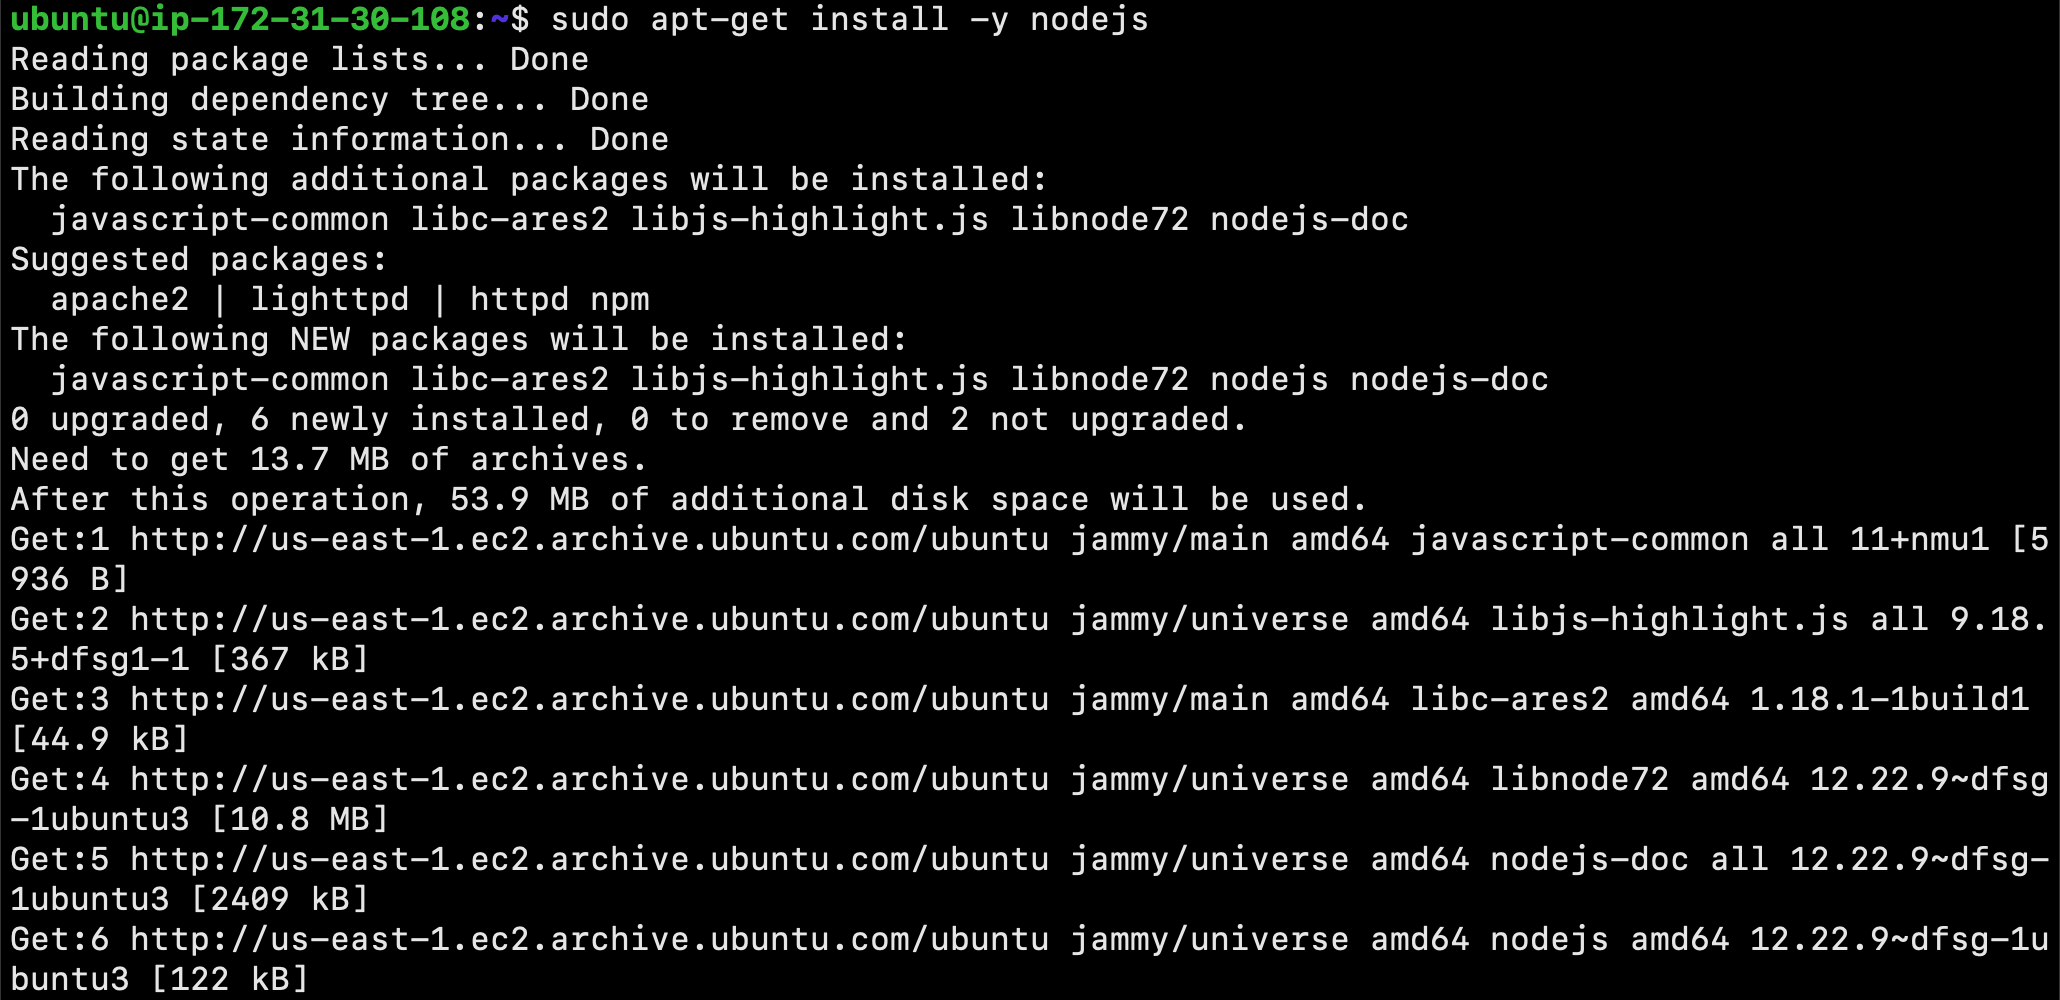 ubuntu@ip-172-31-30-108:~$ sudo apt-get install -y nodejs
Reading package lists... Done
Building dependency tree... Done
Reading state information... Done
The following additional packages will be installed:
  javascript-common libc-ares2 libjs-highlight.js libnode72 nodejs-doc
Suggested packages:
  apache2 | lighttpd | httpd npm
The following NEW packages will be installed:
  javascript-common libc-ares2 libjs-highlight.js libnode72 nodejs nodejs-doc
0 upgraded, 6 newly installed, 0 to remove and 2 not upgraded.
Need to get 13.7 MB of archives.
After this operation, 53.9 MB of additional disk space will be used.
Get:1 http://us-east-1.ec2.archive.ubuntu.com/ubuntu jammy/main amd64 javascript-common all 11+nmu1 [5
936 B]
Get:2 http://us-east-1.ec2.archive.ubuntu.com/ubuntu jammy/universe amd64 libjs-highlight.js all 9.18.
5+dfsg1-1 [367 kB]
Get:3 http://us-east-1.ec2.archive.ubuntu.com/ubuntu jammy/main amd64 libc-ares2 amd64 1.18.1-1build1
[44.9 kB]
Get:4 http://us-east-1.ec2.archive.ubuntu.com/ubuntu jammy/universe amd64 libnode72 amd64 12.22.9~dfsg
-1ubuntu3 [10.8 MB]
Get:5 http://us-east-1.ec2.archive.ubuntu.com/ubuntu jammy/universe amd64 nodejs-doc all 12.22.9~dfsg-
1ubuntu3 [2409 kB]
Get:6 http://us-east-1.ec2.archive.ubuntu.com/ubuntu jammy/universe amd64 nodejs amd64 12.22.9~dfsg-1u
buntu3 [122 kB]